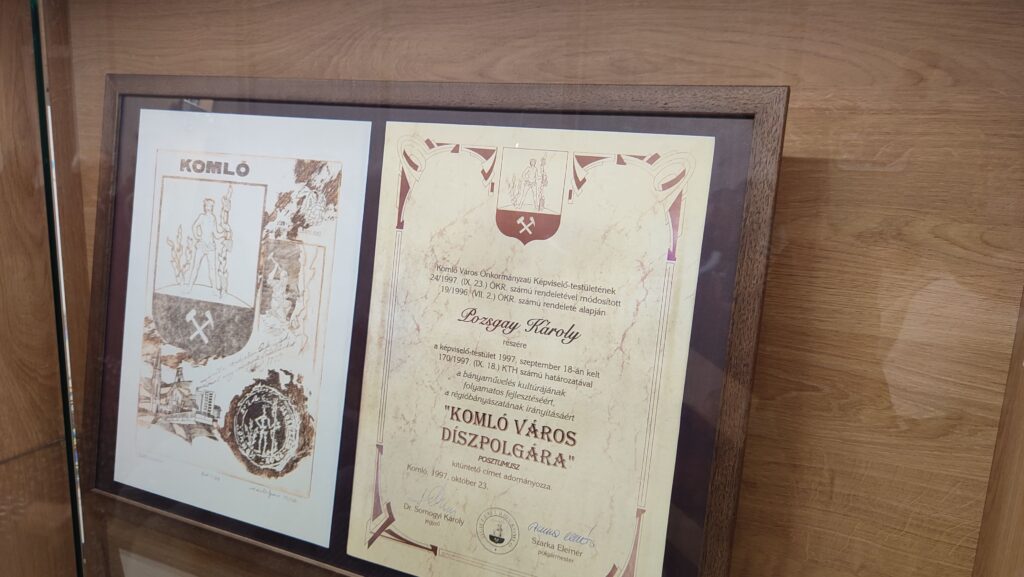 KOMLÓ
Komló Város Önkormányzati Képviselő-testületének
24/1997. (IX. 23.) ÖKR. számú rendeletével módosított
19/1996. (VII. 2.) ÖKR. számú rendelete alapján
Pozsgay Károly
részére
a képviselő-testület 1997. szeptember 18-án kelt
170/1997. (IX. 18.) KTH számú határozatával
a bányaművelés kultúrájának
folyamatos fejlesztéséért,
a régióbányászatának irányításáért
"KOMLÓ VÁROS
DÍSZPOLGÁRA"
POSZTUMUSZ
kitüntető címet adományozza.
Komló, 1997. október 23.
Dr. Somogyi Károly
jegyző
Szarka Elemér
polgármester